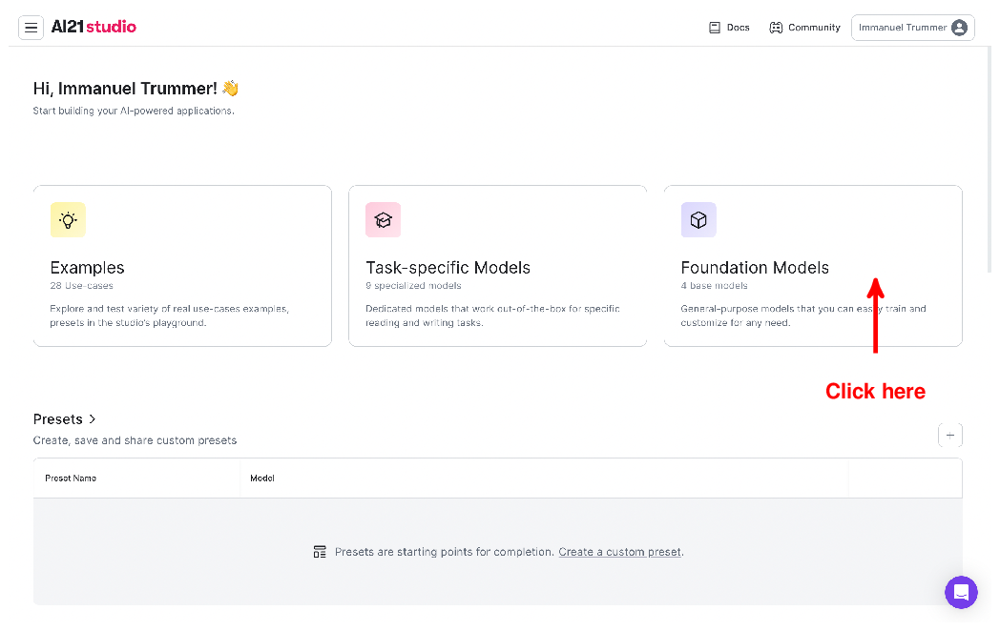 AI21studio
Docs
Community
Immanuel Trummer
Hi, Immanuel Trummer! 👋
Start building your AI-powered applications.
Examples
28 Use-cases
Explore and test variety of real use-cases examples,
presets in the studio's playground.
Task-specific Models
9 specialized models
Dedicated models that work out-of-the-box for specific
reading and writing tasks.
Foundation Models
4 base models
General-purpose models that you can easily train and
customize for any need.
Click here
Presets >
Create, save and share custom presets
Preset Name
Model
Presets are starting points for completion. Create a custom preset.